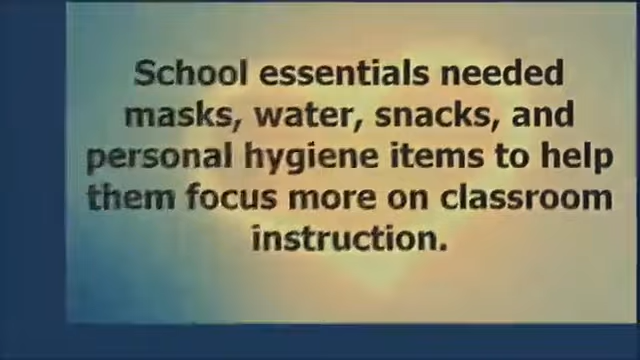 School essentials needed
masks, water, snacks, and
personal hygiene items to help
them focus more on classroom
instruction.